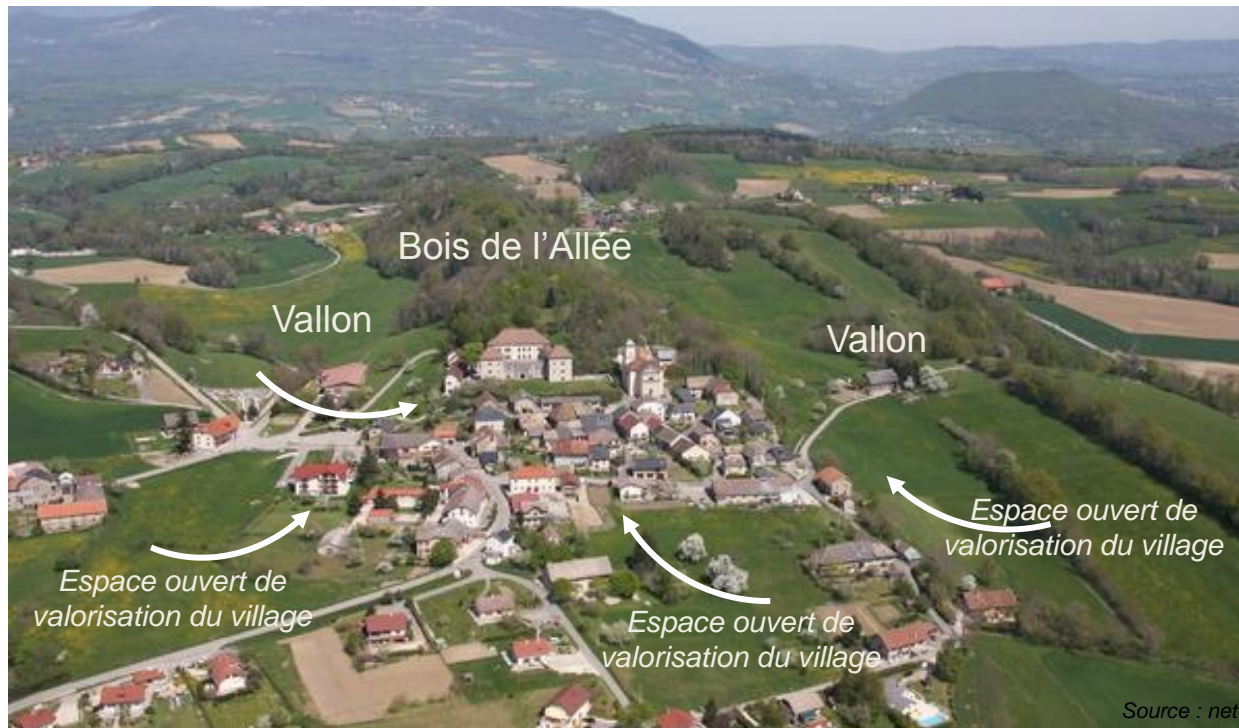 Bois de l’Allée
Vallon
Vallon
Espace ouvert de
valorisation du village
Espace ouvert de
valorisation du village
Espace ouvert de
valorisation du village
Source : net